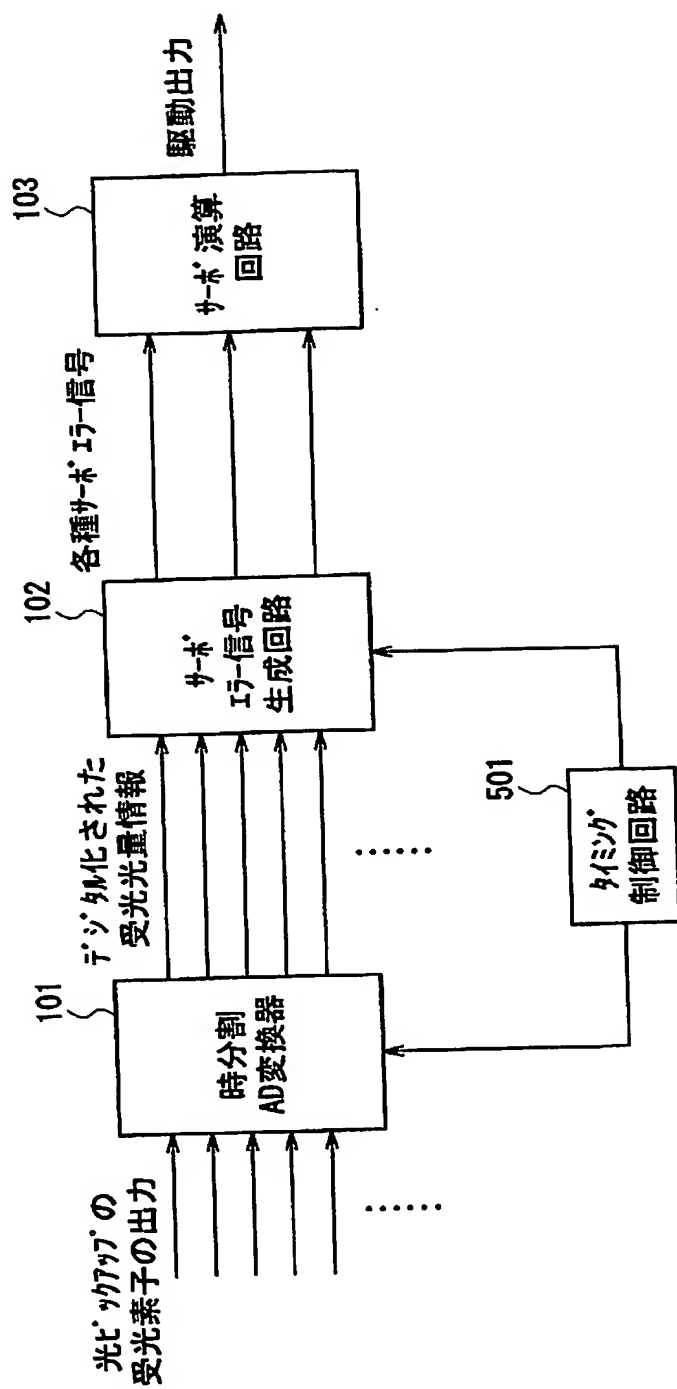 光ピックアップの
受光素子の出力
101
時分割
AD変換器
デジタル化された
受光光量情報
102
サーボ
エラー信号
生成回路
各種サーボエラー信号
103
サーボ演算
回路
駆動出力
501
タイミング
制御回路